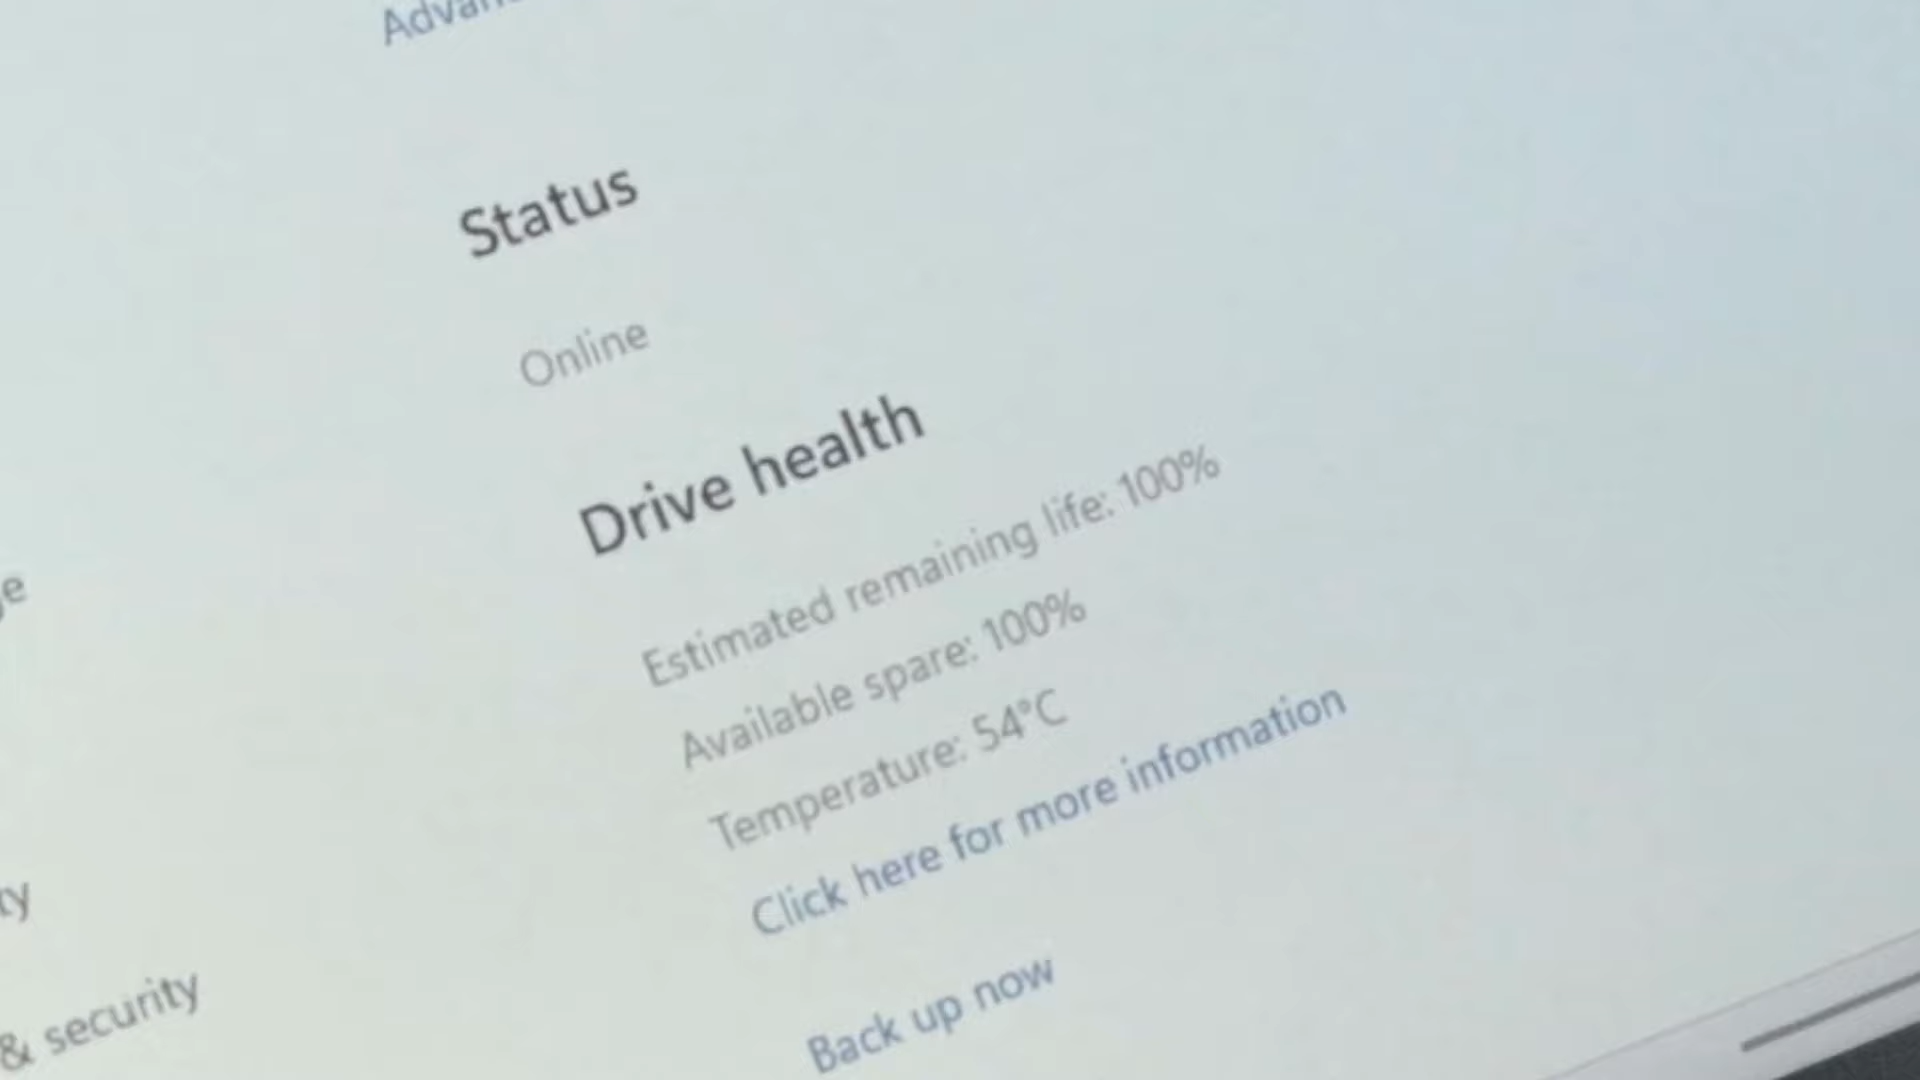 Status
Online
Drive health
Estimated remaining life: 100%
Available spare: 100%
Temperature: 54°C
Click here for more information
Back up now
& security